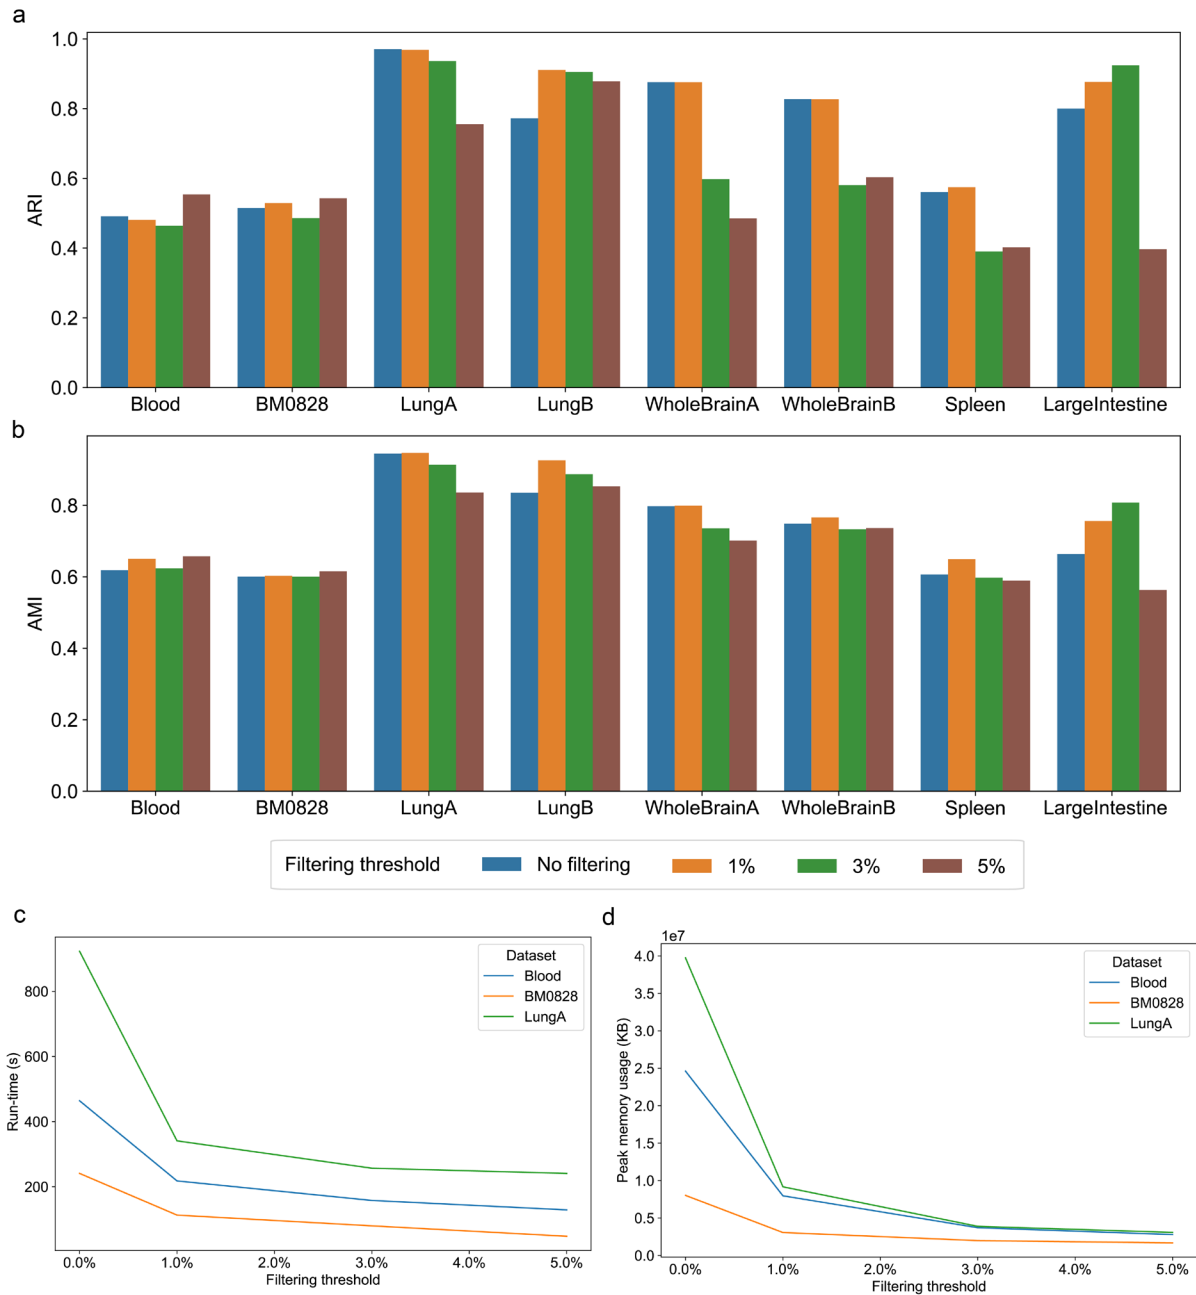 a
1.0
0.8
0.6
0.4
0.2
0.0
ARI
Blood BM0828 LungA LungB WholeBrainA WholeBrainB Spleen LargeIntestine
b
0.8
0.6
0.4
0.2
0.0
AMI
Blood BM0828 LungA LungB WholeBrainA WholeBrainB Spleen LargeIntestine
Filtering threshold No filtering 1% 3% 5%
c
800
600
400
200
Run-time (s)
Dataset
Blood
BM0828
LungA
0.0% 1.0% 2.0% 3.0% 4.0% 5.0%
Filtering threshold
d
1e7
4.0
3.5
3.0
2.5
2.0
1.5
1.0
0.5
0.0
Peak memory usage (KB)
Dataset
Blood
BM0828
LungA
0.0% 1.0% 2.0% 3.0% 4.0% 5.0%
Filtering threshold